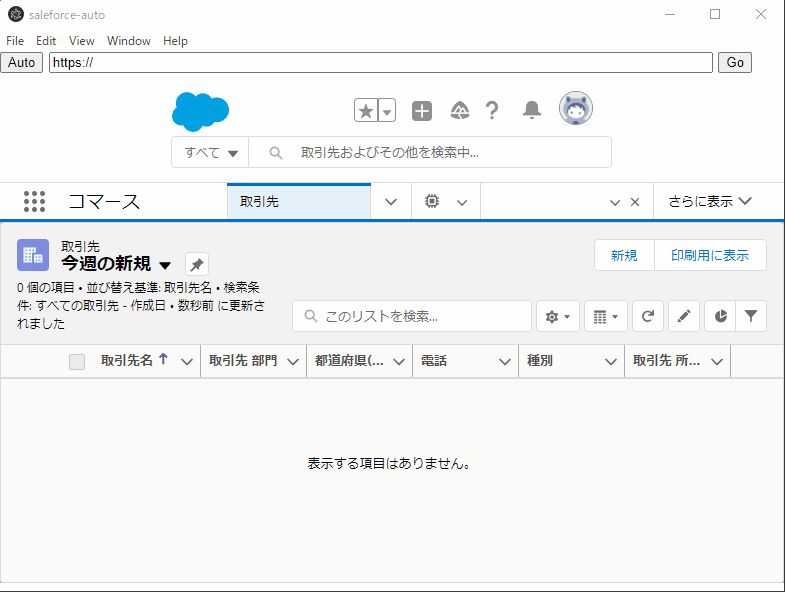 saleforce-auto
File Edit View Window Help
Auto https:// Go
すべて 取引先およびその他を検索中...
コマース 取引先 さらに表示
取引先
今週の新規
新規 印刷用に表示
0 個の項目 • 並び替え基準: 取引先名 • 検索条
件: すべての取引先 - 作成日 • 数秒前 に更新さ
れました
このリストを検索...
取引先名 取引先 部門 都道府県(... 電話 種別 取引先 所...
表示する項目はありません。